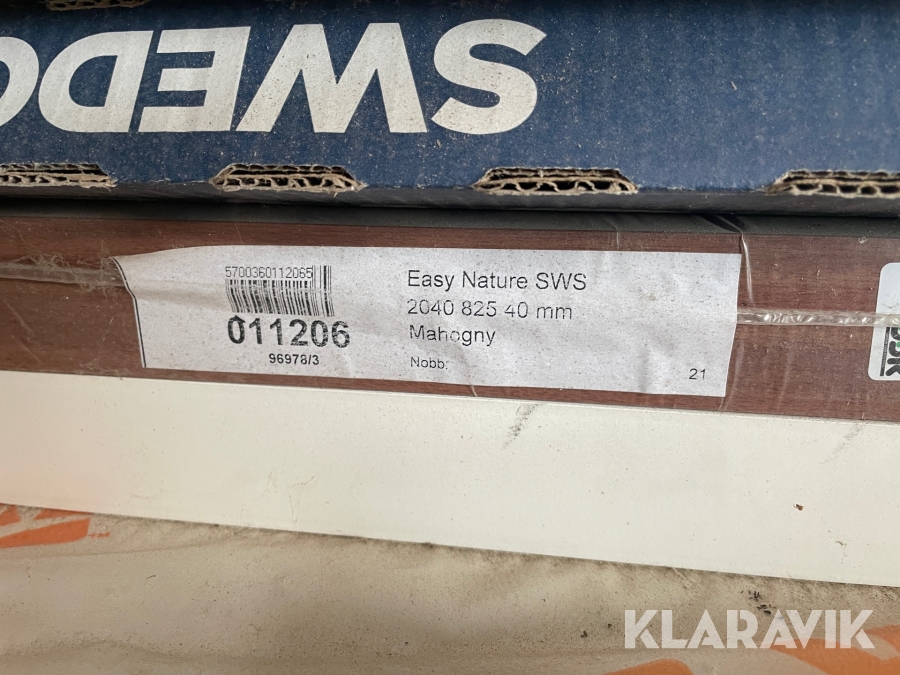 SWEDO
5700360112065
011206
96978/3
Easy Nature SWS
2040 825 40 mm
Mahogny
Nobb:
21
KLARAVIK